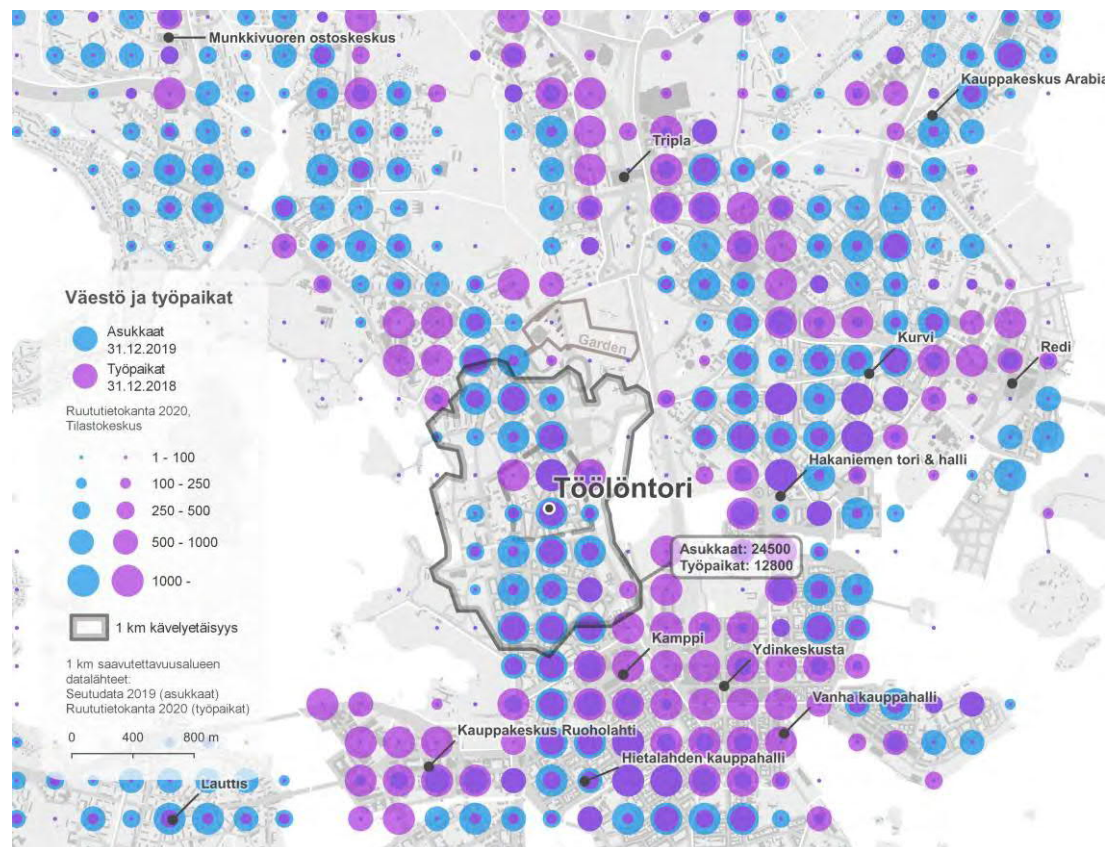 Munkkivuoren ostoskeskus
Kauppakeskus Arabia
Tripla
Väestö ja työpaikat
Asukkaat
31.12.2019
Työpaikat
31.12.2018
Ruututietokanta 2020,
Tilastokeskus
1 - 100
100 - 250
250 - 500
500 - 1000
1000 -
1 km kävelyetäisyys
1 km saavutettavuusalueen
datalähteet:
Seutudata 2019 (asukkaat)
Ruututietokanta 2020 (työpaikat)
0 400 800 m
Garden
Kurvi
Redi
Hakaniemen tori & halli
Töölöntori
Asukkaat: 24500
Työpaikat: 12800
Kamppi
Ydinkeskusta
Vanha kauppahalli
Kauppakeskus Ruoholahti
Hietalahden kauppahalli
Lauttis